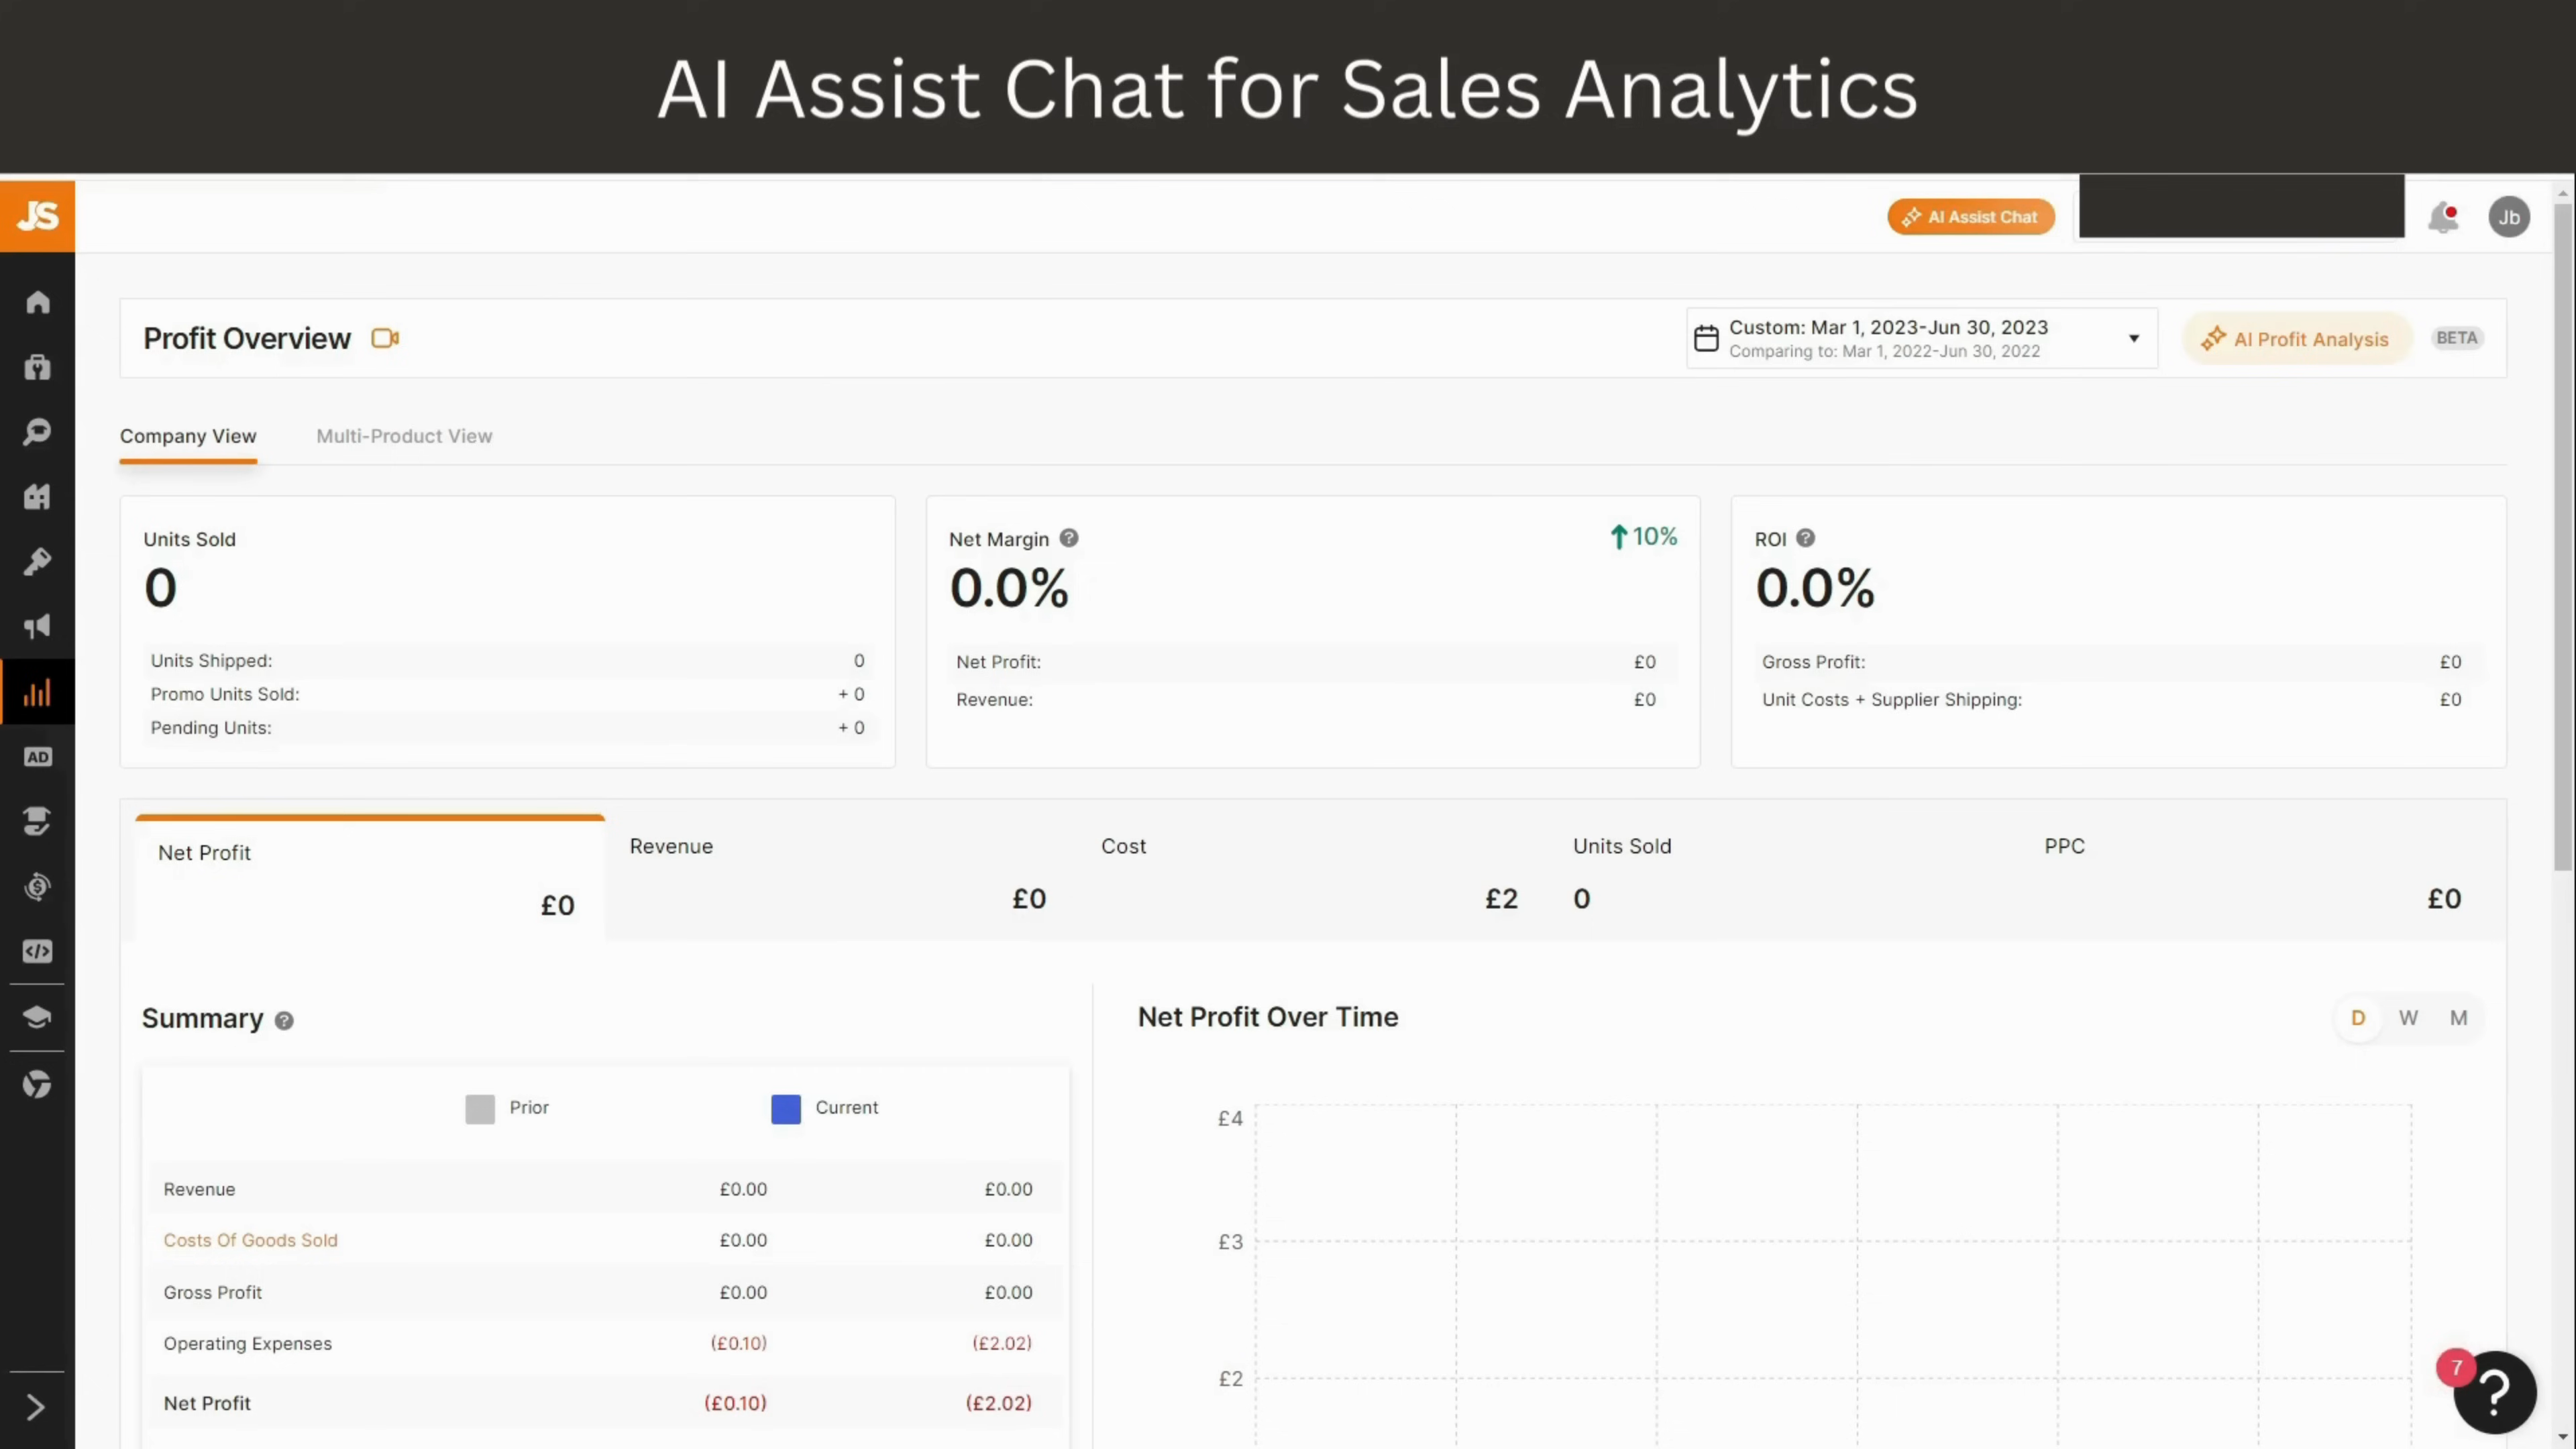 AI Assist Chat for Sales Analytics
JS
AI Assist Chat
Jb
Profit Overview
Custom: Mar 1, 2023-Jun 30, 2023
Comparing to: Mar 1, 2022-Jun 30, 2022
AI Profit Analysis
BETA
Company View
Multi-Product View
Units Sold
0
Units Shipped: 0
Promo Units Sold: + 0
Pending Units: + 0
Net Margin ?
↑10%
0.0%
Net Profit: £0
Revenue: £0
ROI ?
0.0%
Gross Profit: £0
Unit Costs + Supplier Shipping: £0
Net Profit
£0
Revenue
£0
Cost
£2
Units Sold
0
PPC
£0
AD
</>
Summary ?
Prior Current
Revenue £0.00 £0.00
Costs Of Goods Sold £0.00 £0.00
Gross Profit £0.00 £0.00
Operating Expenses (£0.10) (£2.02)
Net Profit (£0.10) (£2.02)
Net Profit Over Time
D W M
£4
£3
£2
7
?